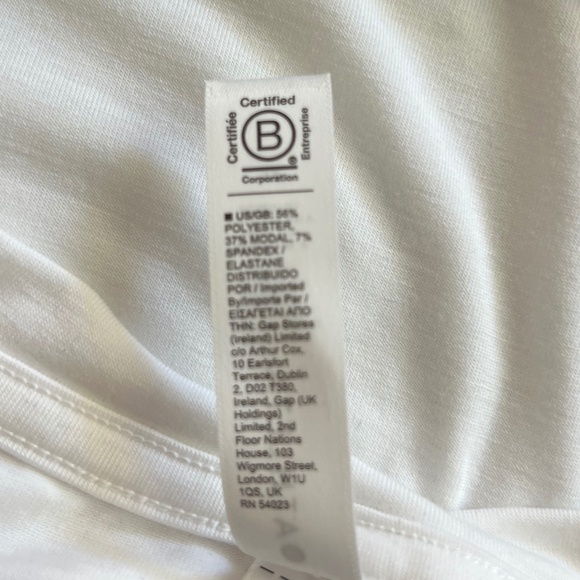 Certified
Certifiée
B
Entreprise
®
Corporation
US/GB: 56%
POLYESTER,
37% MODAL, 7%
SPANDEX /
ELASTANE
DISTRIBUIDO
POR / Imported
By/Importe Par /
ΕΙΣΑΓΕΤΑΙ ΑΠΟ
ΤΗΝ: Gap Stores
(Ireland) Limited
c/o Arthur Cox,
10 Earlsfort
Terrace, Dublin
2, D02 T380,
Ireland, Gap (UK
Holdings)
Limited, 2nd
Floor Nations
House, 103
Wigmore Street,
London, W1U
1QS, UK
RN 54023